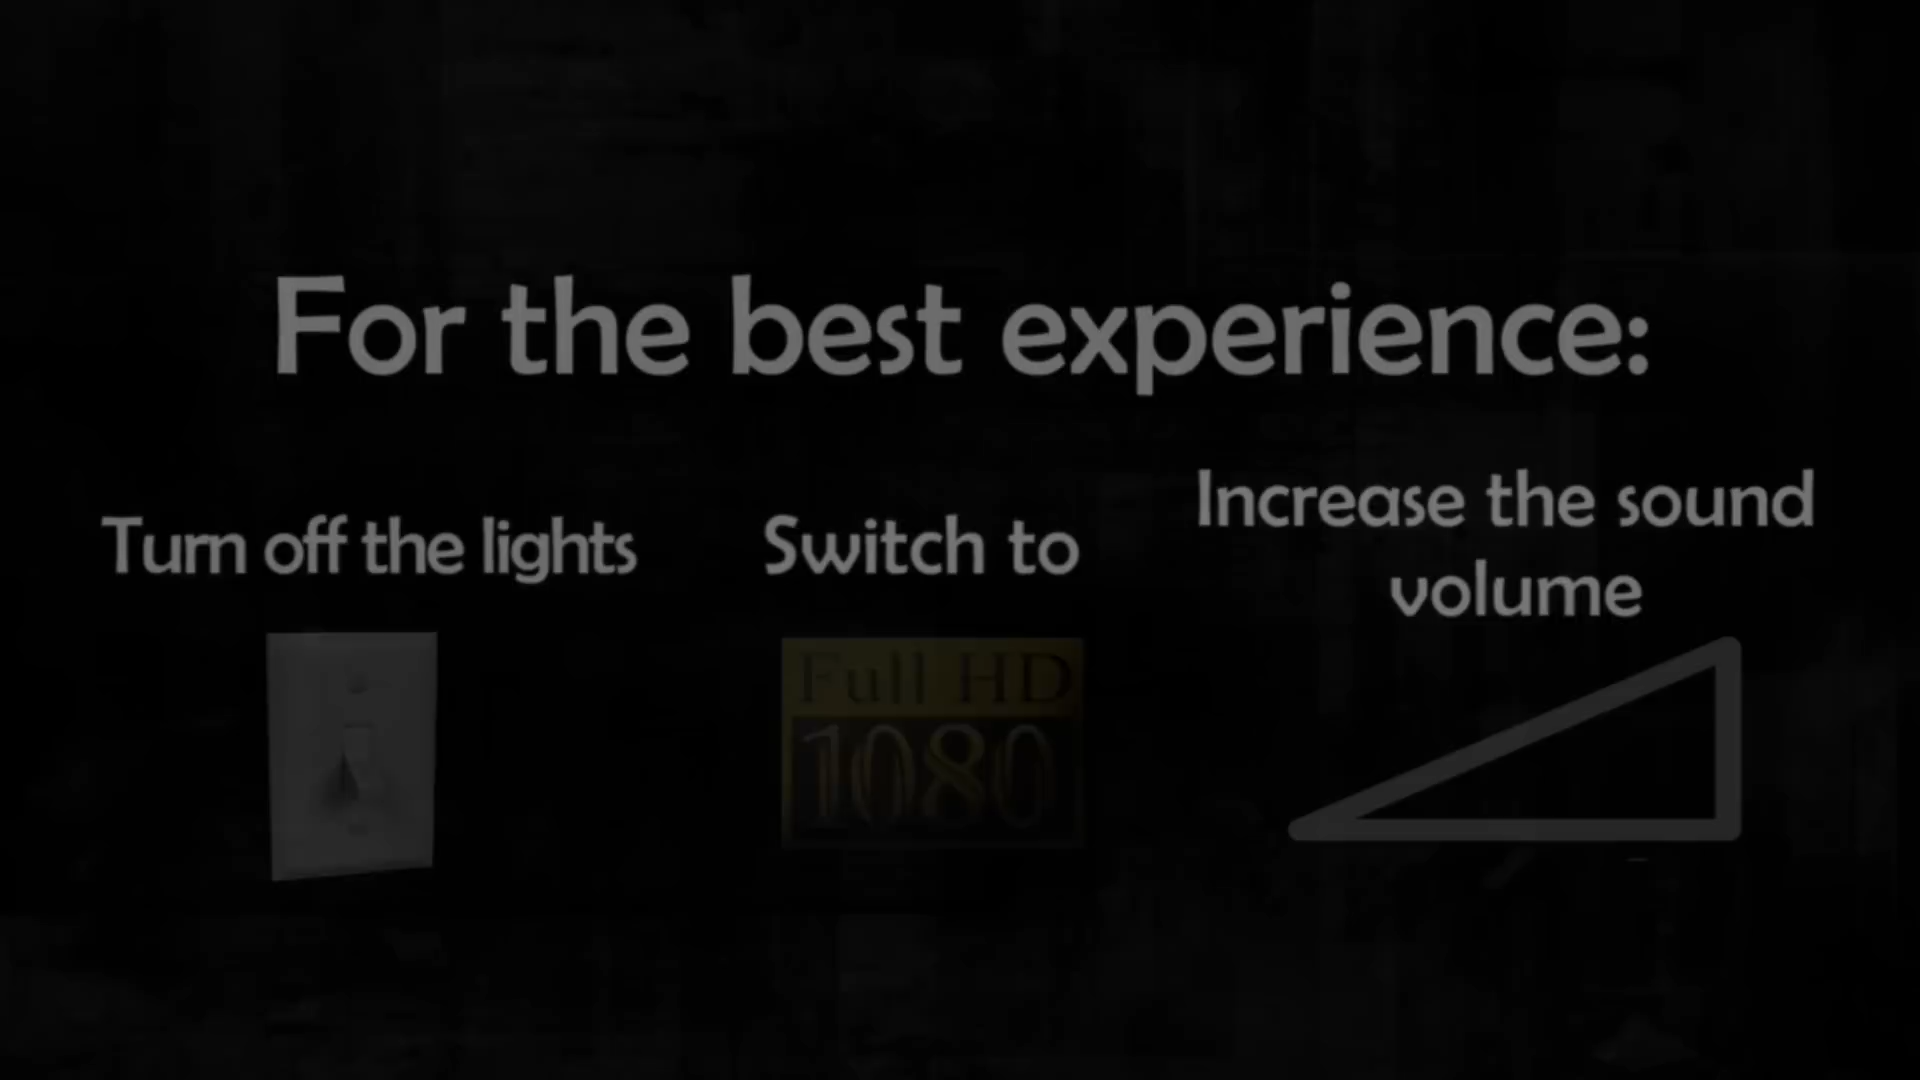 For the best experience:
Turn off the lights
Switch to
Full HD
1080
Increase the sound
volume